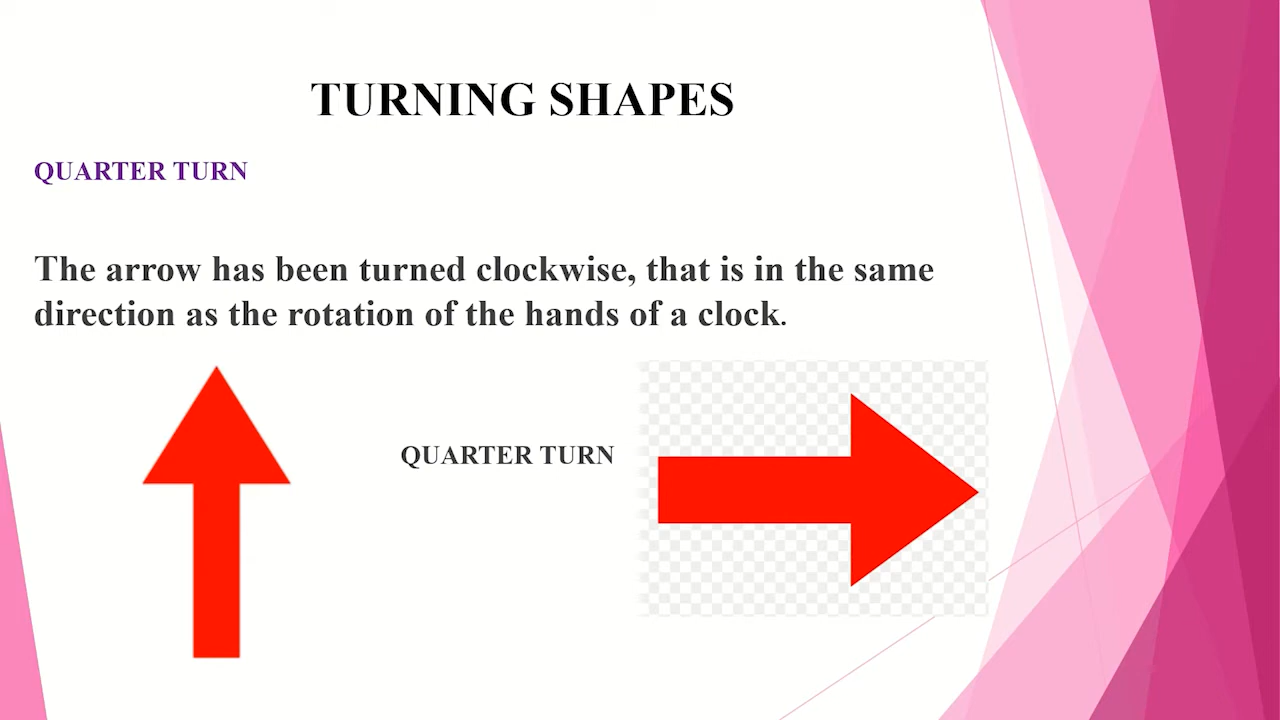 TURNING SHAPES
QUARTER TURN
The arrow has been turned clockwise, that is in the same
direction as the rotation of the hands of a clock.
QUARTER TURN